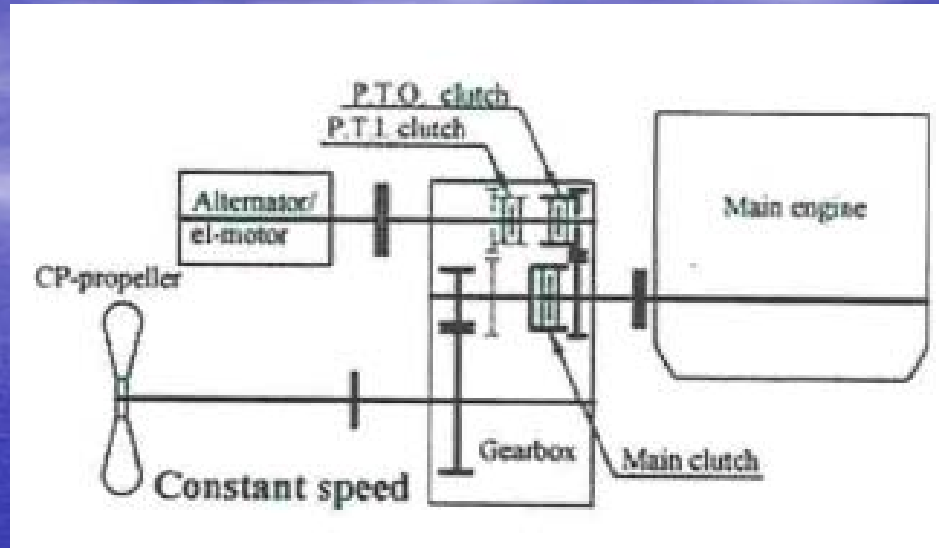 P.T.O. clutch
P.T.I. clutch
Alternator/
el-motor
Main engine
CP-propeller
Gearbox
Main clutch
Constant speed